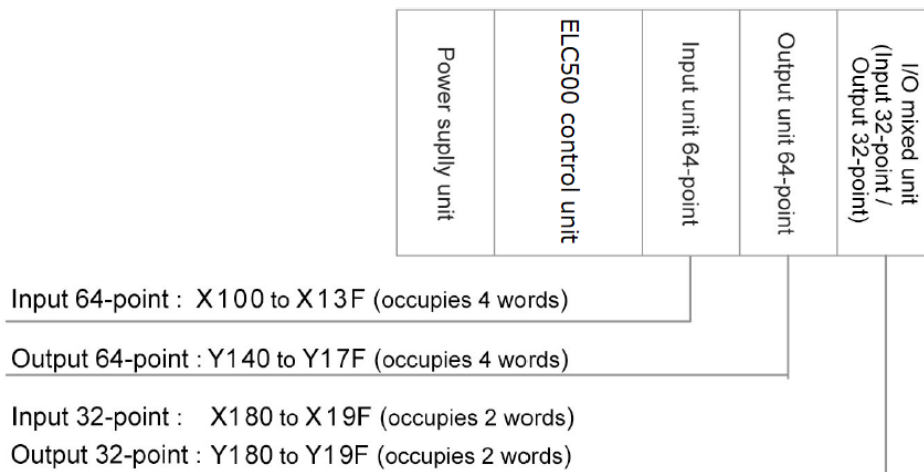 Power suplly unit
ELC500 control unit
Input unit 64-point
Output unit 64-point
I/O mixed unit
(Input 32-point /
Output 32-point)
Input 64-point : X100 to X13F (occupies 4 words)
Output 64-point : Y140 to Y17F (occupies 4 words)
Input 32-point : X180 to X19F (occupies 2 words)
Output 32-point : Y180 to Y19F (occupies 2 words)